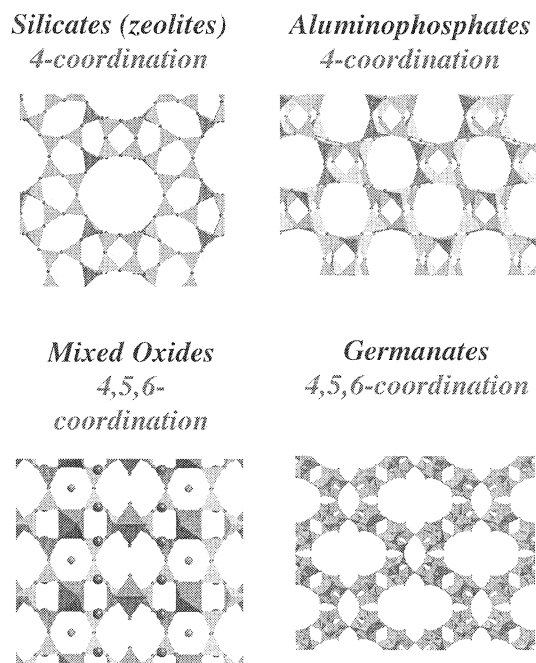 Silicates (zeolites)
4-coordination
Aluminophosphates
4-coordination
Mixed Oxides
4,5,6-
coordination
Germanates
4,5,6-coordination